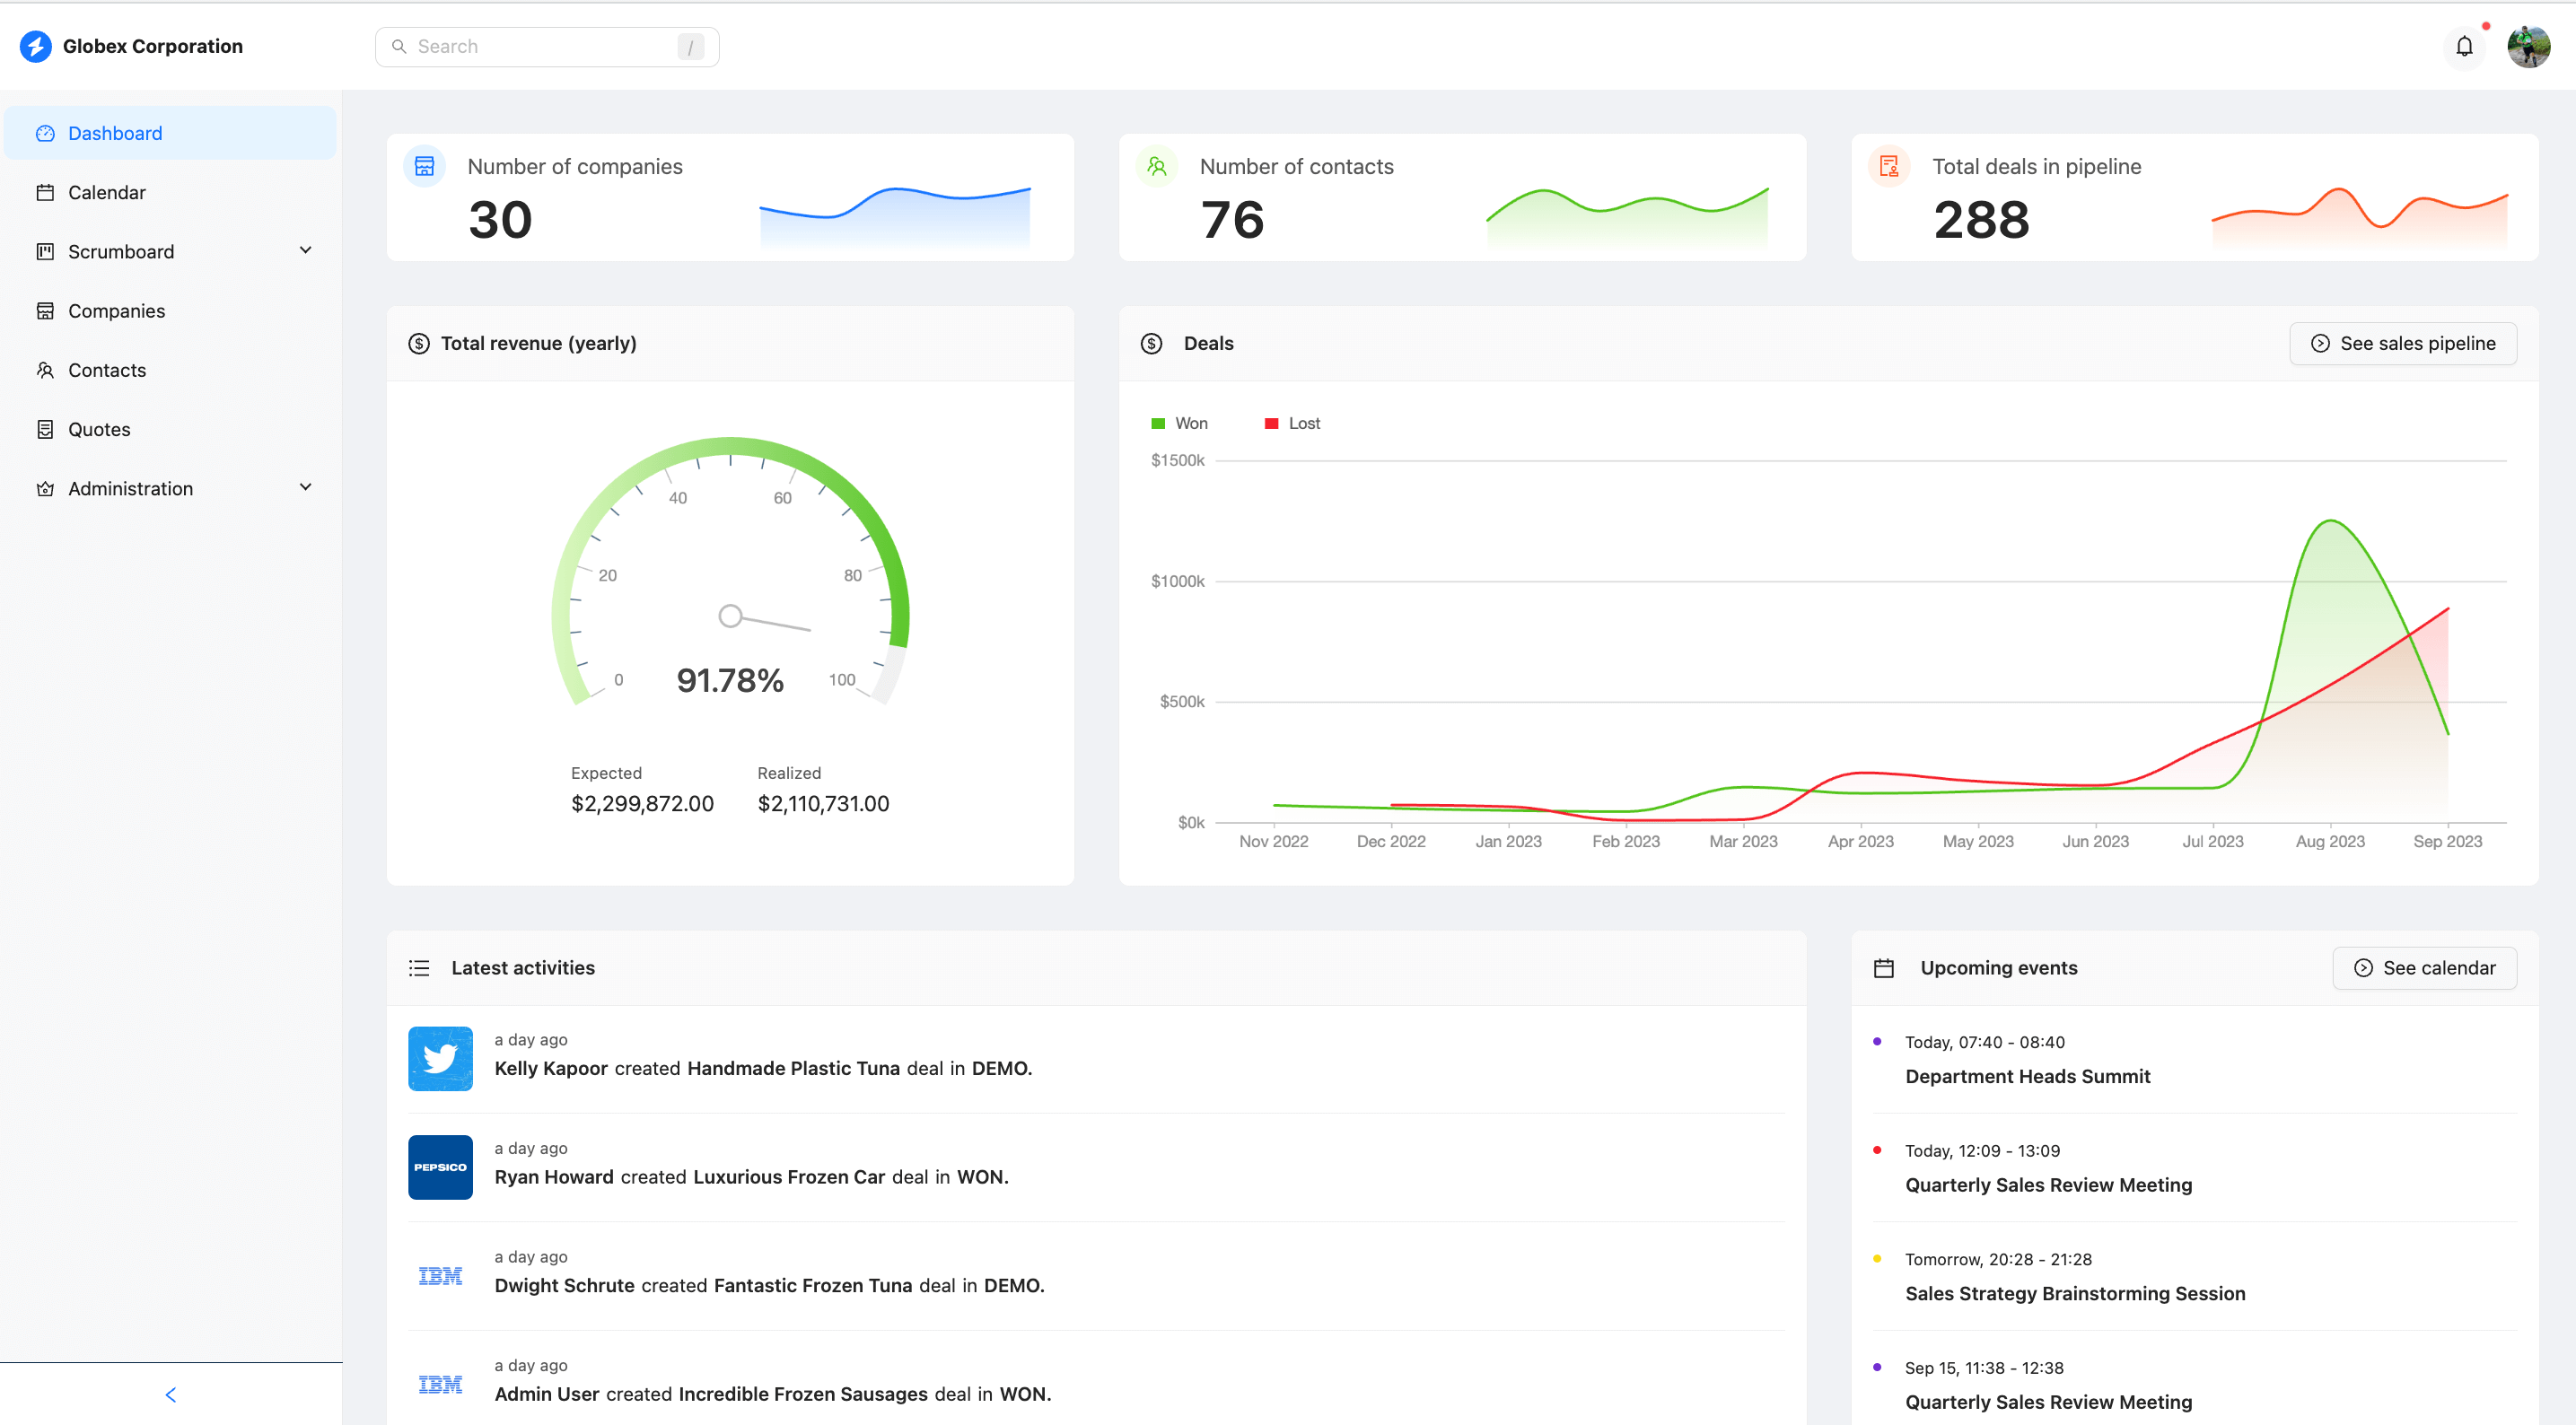 Globex Corporation
Search /
Dashboard
Calendar
Scrumboard
Companies
Contacts
Quotes
Administration
Number of companies
30
Number of contacts
76
Total deals in pipeline
288
Total revenue (yearly)
0
20
40
60
80
100
91.78%
Expected
$2,299,872.00
Realized
$2,110,731.00
Deals
See sales pipeline
Won Lost
$1500k
$1000k
$500k
$0k
Nov 2022 Dec 2022 Jan 2023 Feb 2023 Mar 2023 Apr 2023 May 2023 Jun 2023 Jul 2023 Aug 2023 Sep 2023
Latest activities
a day ago
Kelly Kapoor created Handmade Plastic Tuna deal in DEMO.
PEPSICO
a day ago
Ryan Howard created Luxurious Frozen Car deal in WON.
IBM
a day ago
Dwight Schrute created Fantastic Frozen Tuna deal in DEMO.
IBM
a day ago
Admin User created Incredible Frozen Sausages deal in WON.
Upcoming events
See calendar
Today, 07:40 - 08:40
Department Heads Summit
Today, 12:09 - 13:09
Quarterly Sales Review Meeting
Tomorrow, 20:28 - 21:28
Sales Strategy Brainstorming Session
Sep 15, 11:38 - 12:38
Quarterly Sales Review Meeting